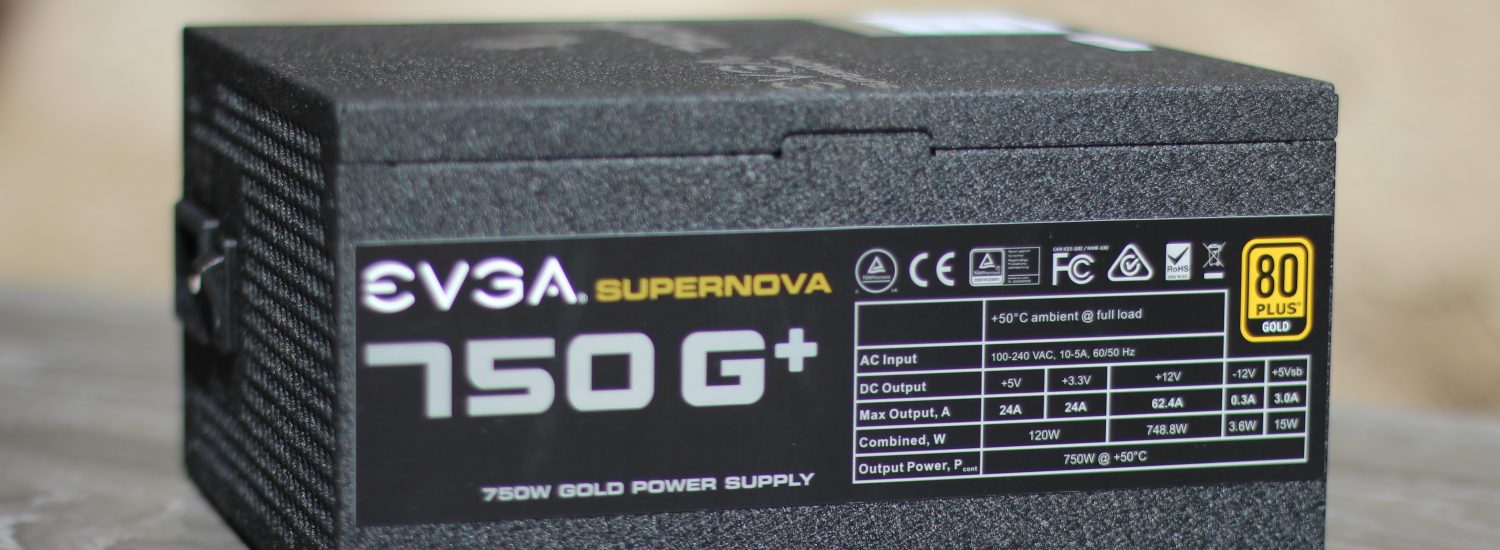 EVGA® SUPERNOVA
750 G+
750W GOLD POWER SUPPLY
CE
FC
RoHS
80
PLUS®
GOLD
+50°C ambient @ full load
AC Input 100-240 VAC, 10-5A, 60/50 Hz
DC Output +5V +3.3V +12V -12V +5Vsb
Max Output, A 24A 24A 62.4A 0.3A 3.0A
Combined, W 120W 748.8W 3.6W 15W
Output Power, Pcont 750W @ +50°C